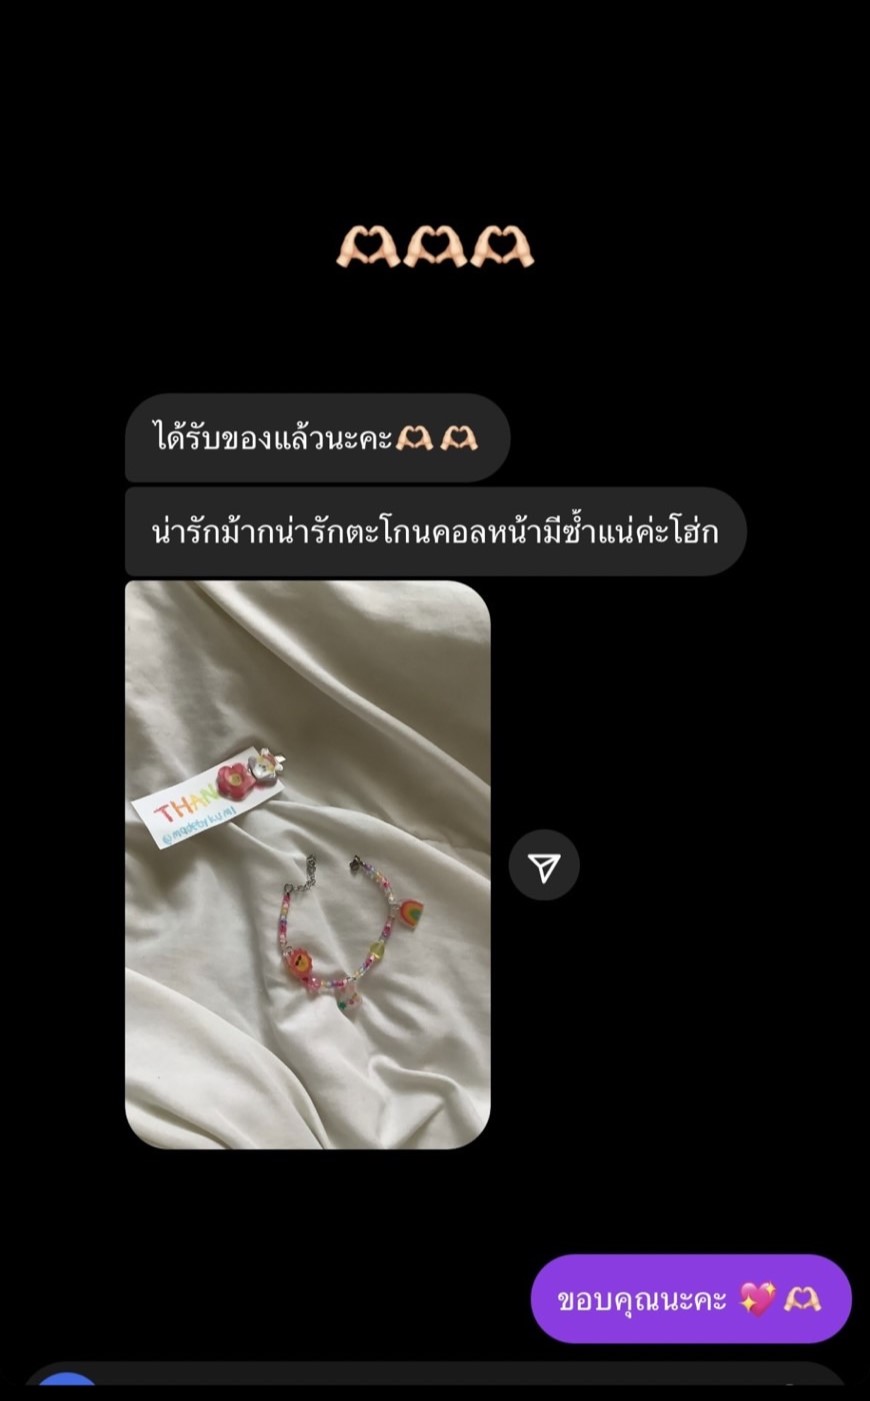 🫶🏻🫶🏻🫶🏻
ได้รับของแล้วนะคะ🫶🏻🫶🏻
น่ารักม้ากน่ารักตะโกนคอลหน้ามีซ้ำแน่ค่ะโฮ่ก
THAN
@madebykumi
ขอบคุณนะคะ 💖🫶🏻